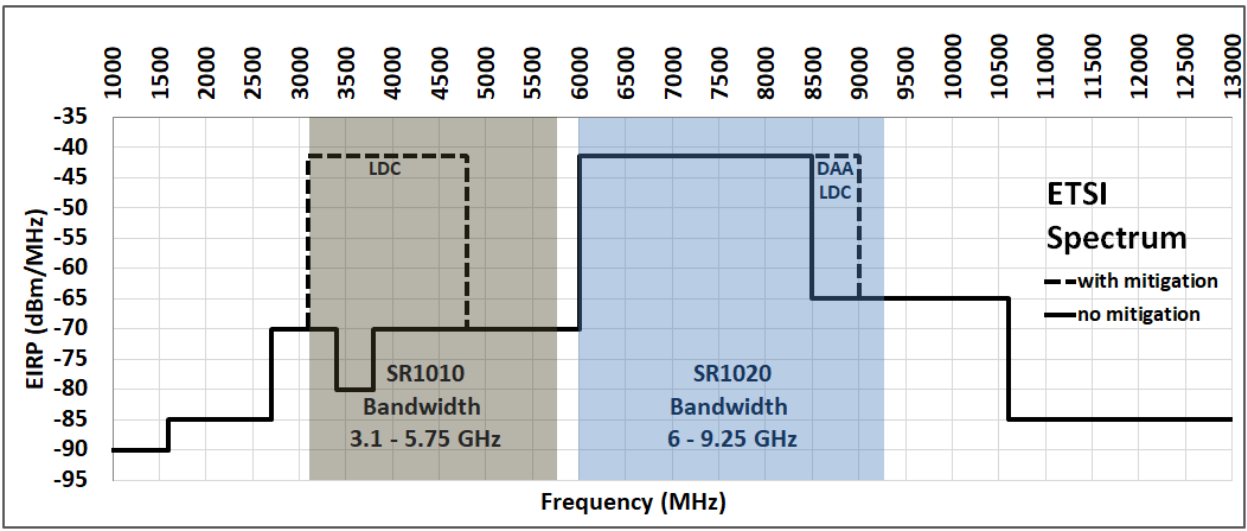 1000 1500 2000 2500 3000 3500 4000 4500 5000 5500 6000 6500 7000 7500 8000 8500 9000 9500 10000 10500 11000 11500 12000 12500 13000
-35
-40
-45
-50
-55
-60
-65
-70
-75
-80
-85
-90
-95
EIRP (dBm/MHz)
LDC
DAA
LDC
ETSI
Spectrum
with mitigation
no mitigation
SR1010
Bandwidth
3.1 - 5.75 GHz
SR1020
Bandwidth
6 - 9.25 GHz
Frequency (MHz)